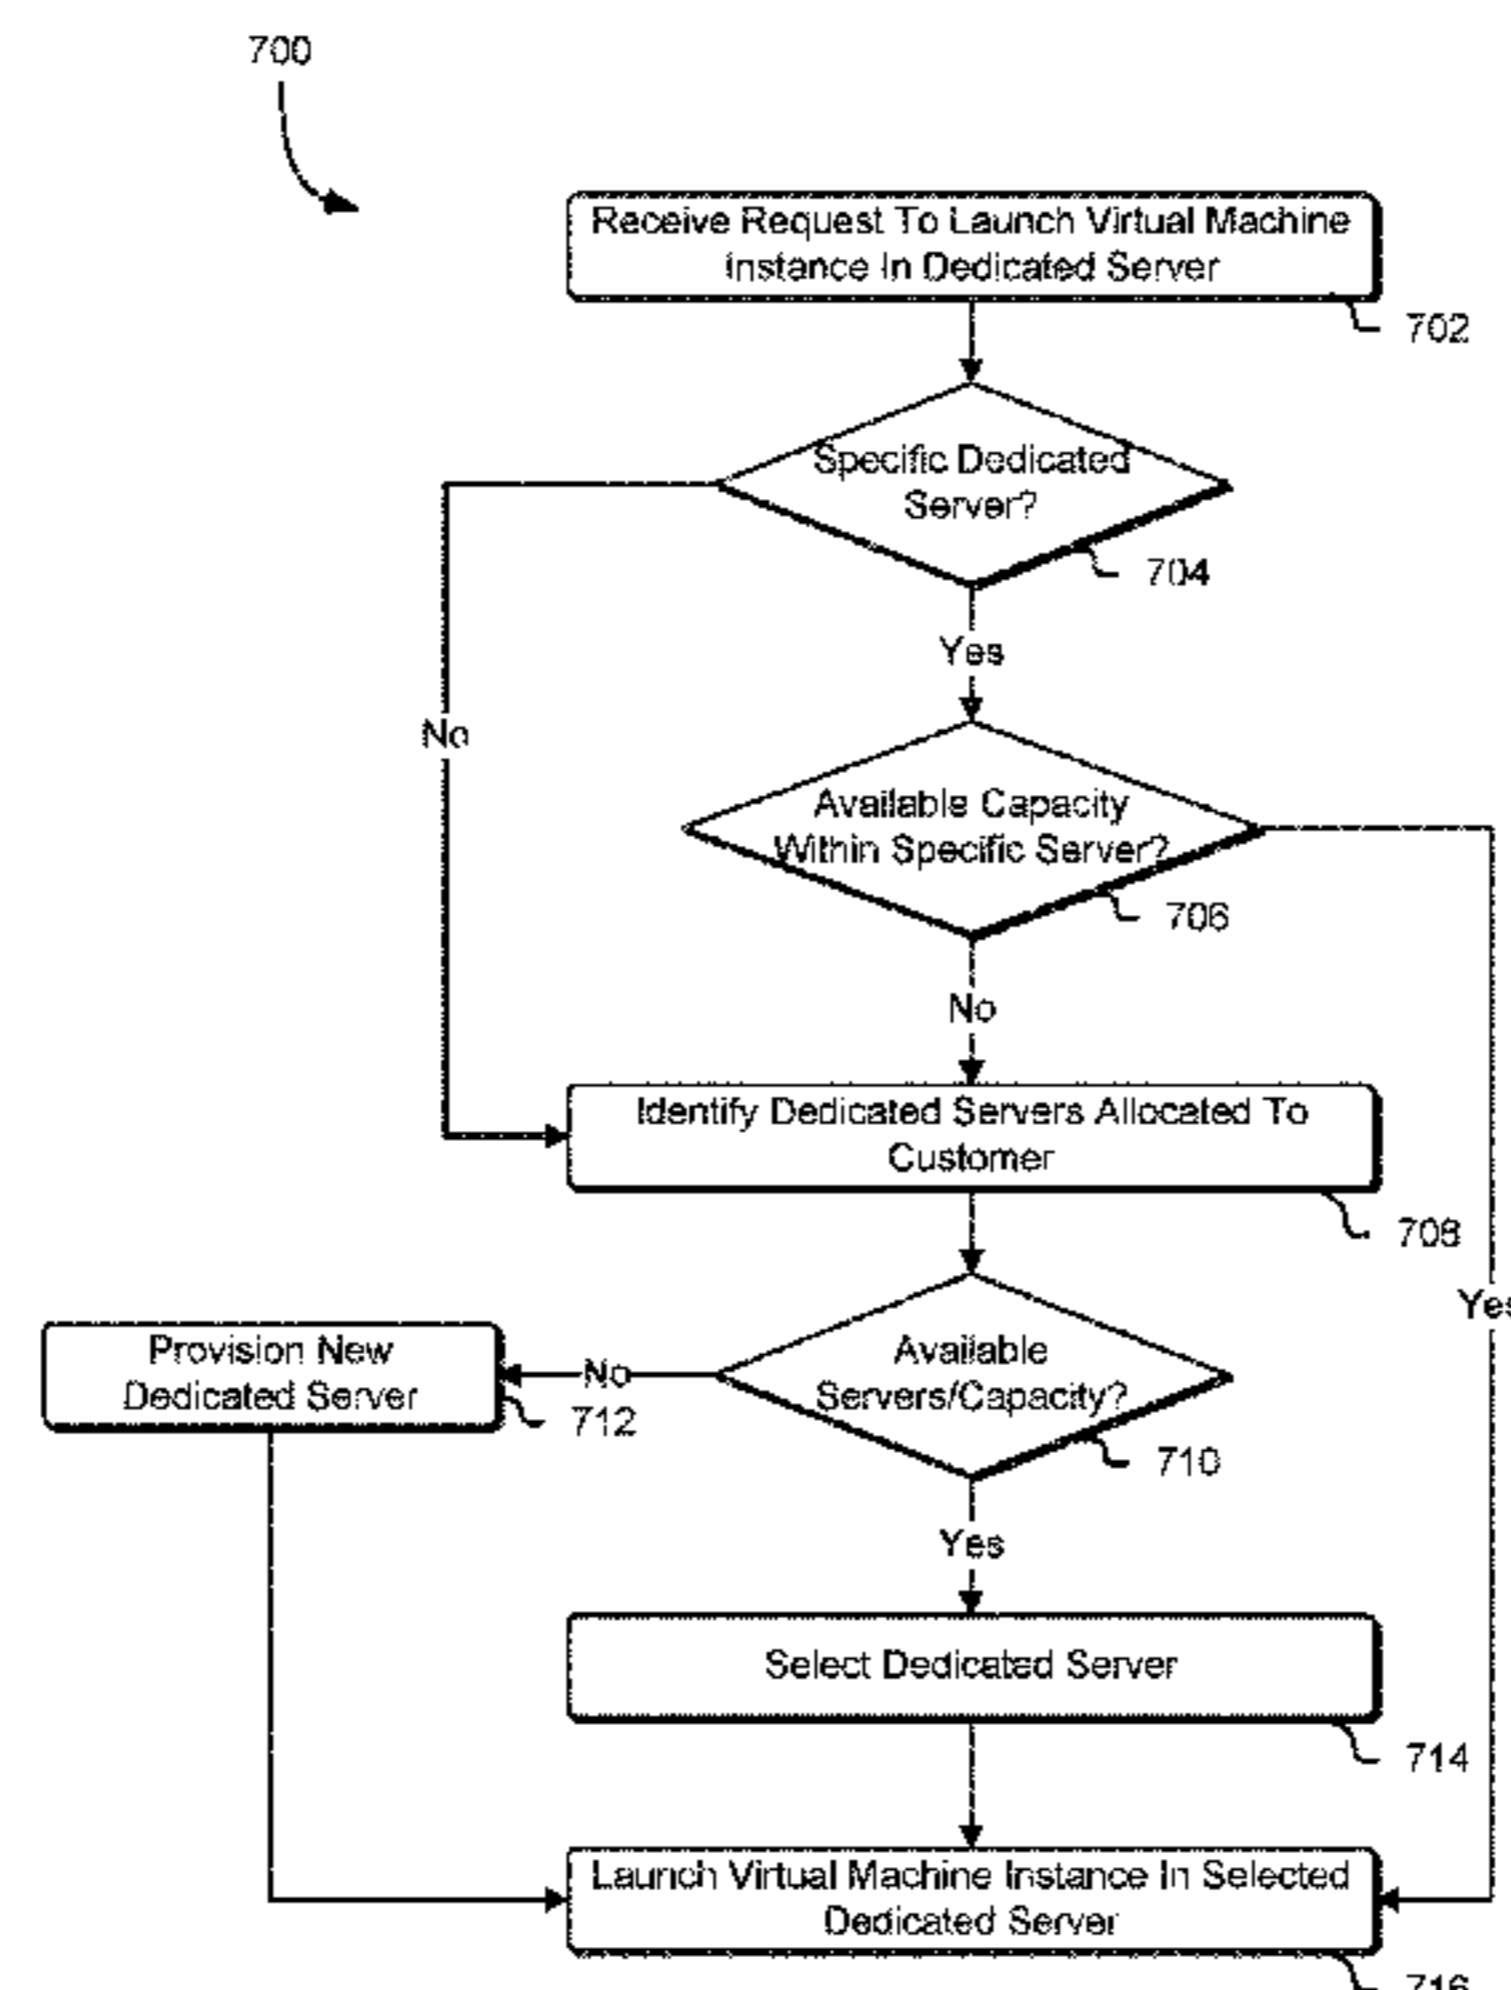 700
Receive Request To Launch Virtual Machine
Instance In Dedicated Server
702
Specific Dedicated
Server?
704
Yes
No
Available Capacity
Within Specific Server?
706
No
Identify Dedicated Servers Allocated To
Customer
708
Yes
Provision New
Dedicated Server
712
No
Available
Servers/Capacity?
710
Yes
Select Dedicated Server
714
Launch Virtual Machine Instance In Selected
Dedicated Server
716